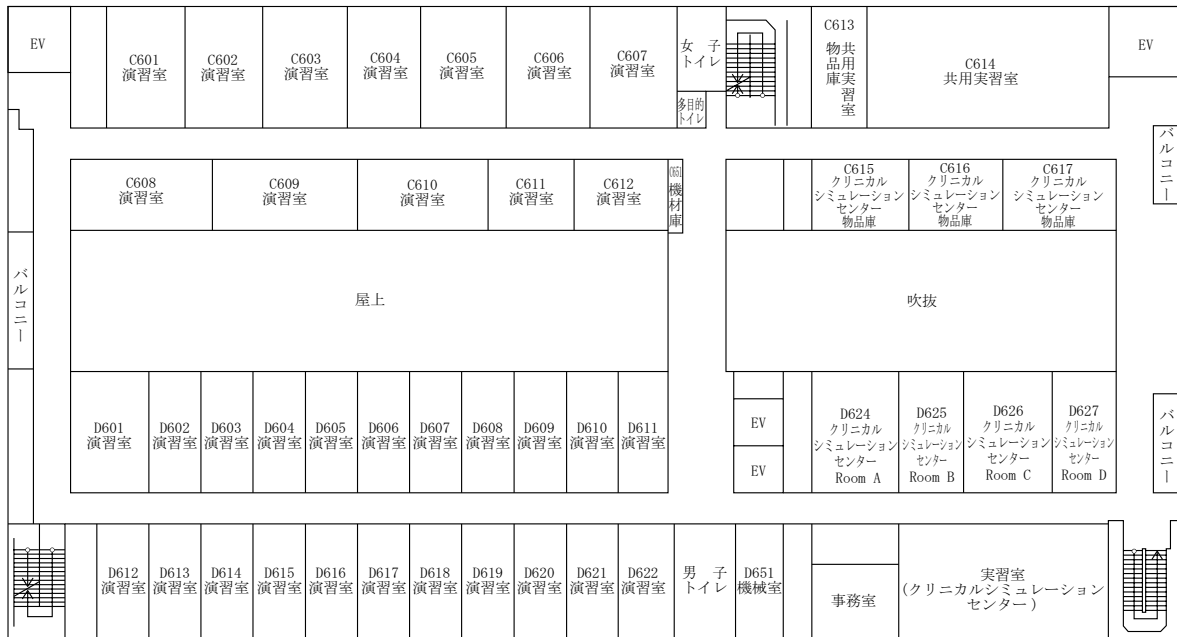 EV
C601
演習室
C602
演習室
C603
演習室
C604
演習室
C605
演習室
C606
演習室
C607
演習室
女 子
トイレ
多目的
トイレ
C613
共用実習室
物品庫
C614
共用実習室
EV
バルコニー
C608
演習室
C609
演習室
C610
演習室
C611
演習室
C612
演習室
C651
機材庫
C615
クリニカル
シミュレーション
センター
物品庫
C616
クリニカル
シミュレーション
センター
物品庫
C617
クリニカル
シミュレーション
センター
物品庫
バルコニー
屋上
吹抜
D601
演習室
D602
演習室
D603
演習室
D604
演習室
D605
演習室
D606
演習室
D607
演習室
D608
演習室
D609
演習室
D610
演習室
D611
演習室
EV
EV
D624
クリニカル
シミュレーション
センター
Room A
D625
クリニカル
シミュレーション
センター
Room B
D626
クリニカル
シミュレーション
センター
Room C
D627
クリニカル
シミュレーション
センター
Room D
バルコニー
D612
演習室
D613
演習室
D614
演習室
D615
演習室
D616
演習室
D617
演習室
D618
演習室
D619
演習室
D620
演習室
D621
演習室
D622
演習室
男 子
トイレ
D651
機械室
事務室
実習室
(クリニカルシミュレーション
センター)